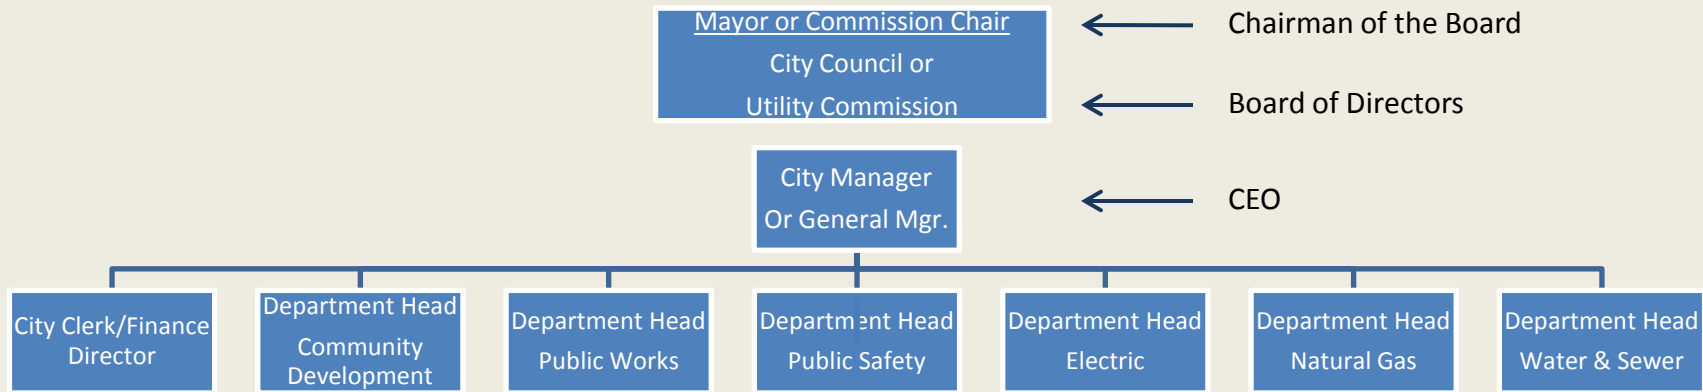 Mayor or Commission Chair
City Council or
Utility Commission
Chairman of the Board
Board of Directors
City Manager
Or General Mgr.
CEO
City Clerk/Finance
Director
Department Head
Community
Development
Department Head
Public Works
Department Head
Public Safety
Department Head
Electric
Department Head
Natural Gas
Department Head
Water & Sewer